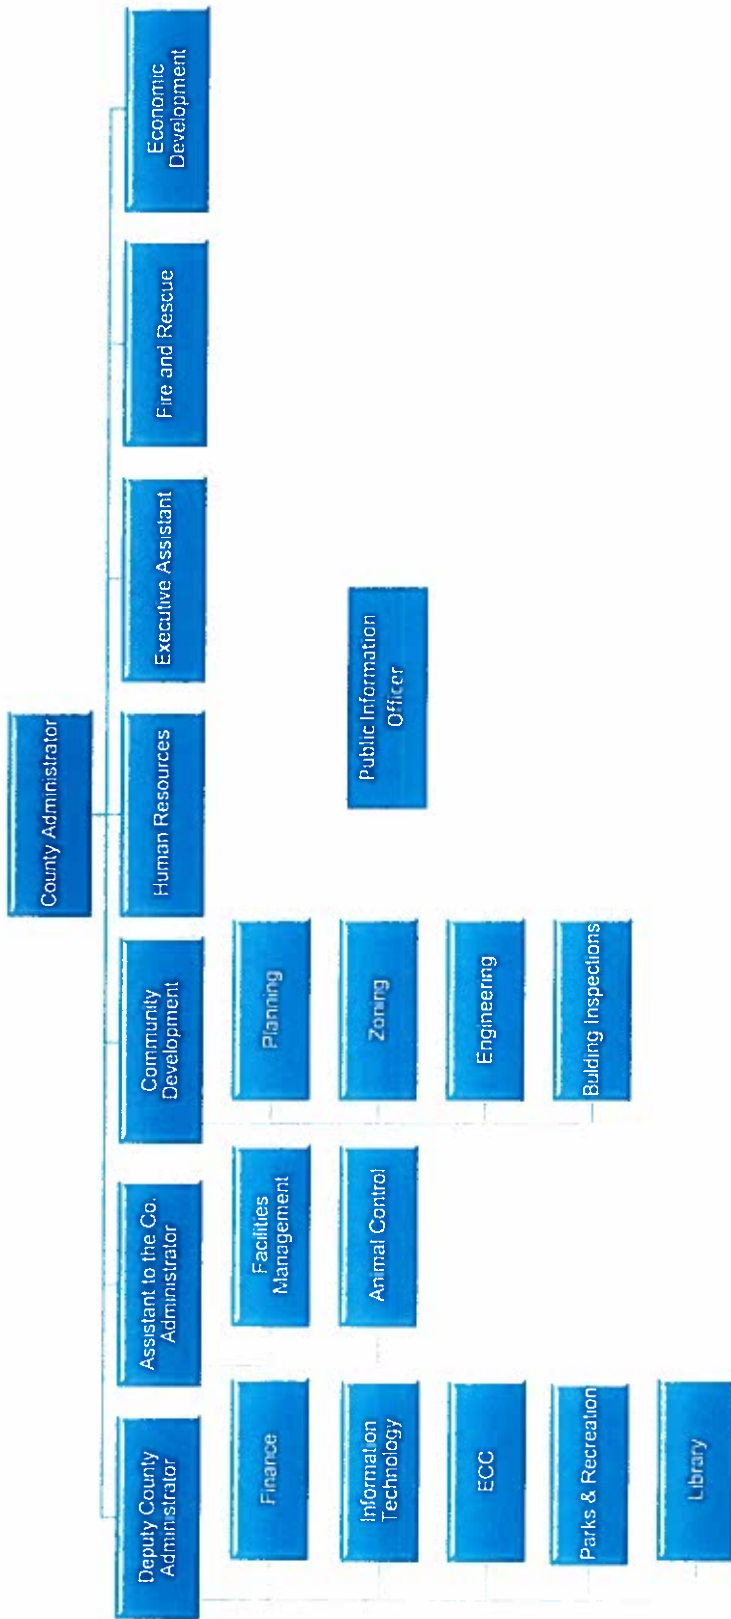 County Administrator
Deputy County
Administrator
Assistant to the Co.
Administrator
Community
Development
Human Resources
Executive Assistant
Fire and Rescue
Economic
Development
Finance
Facilities
Management
Planning
Information
Technology
Animal Control
Zoning
Public Information
Officer
ECC
Engineering
Parks & Recreation
Bulding Inspections
Library